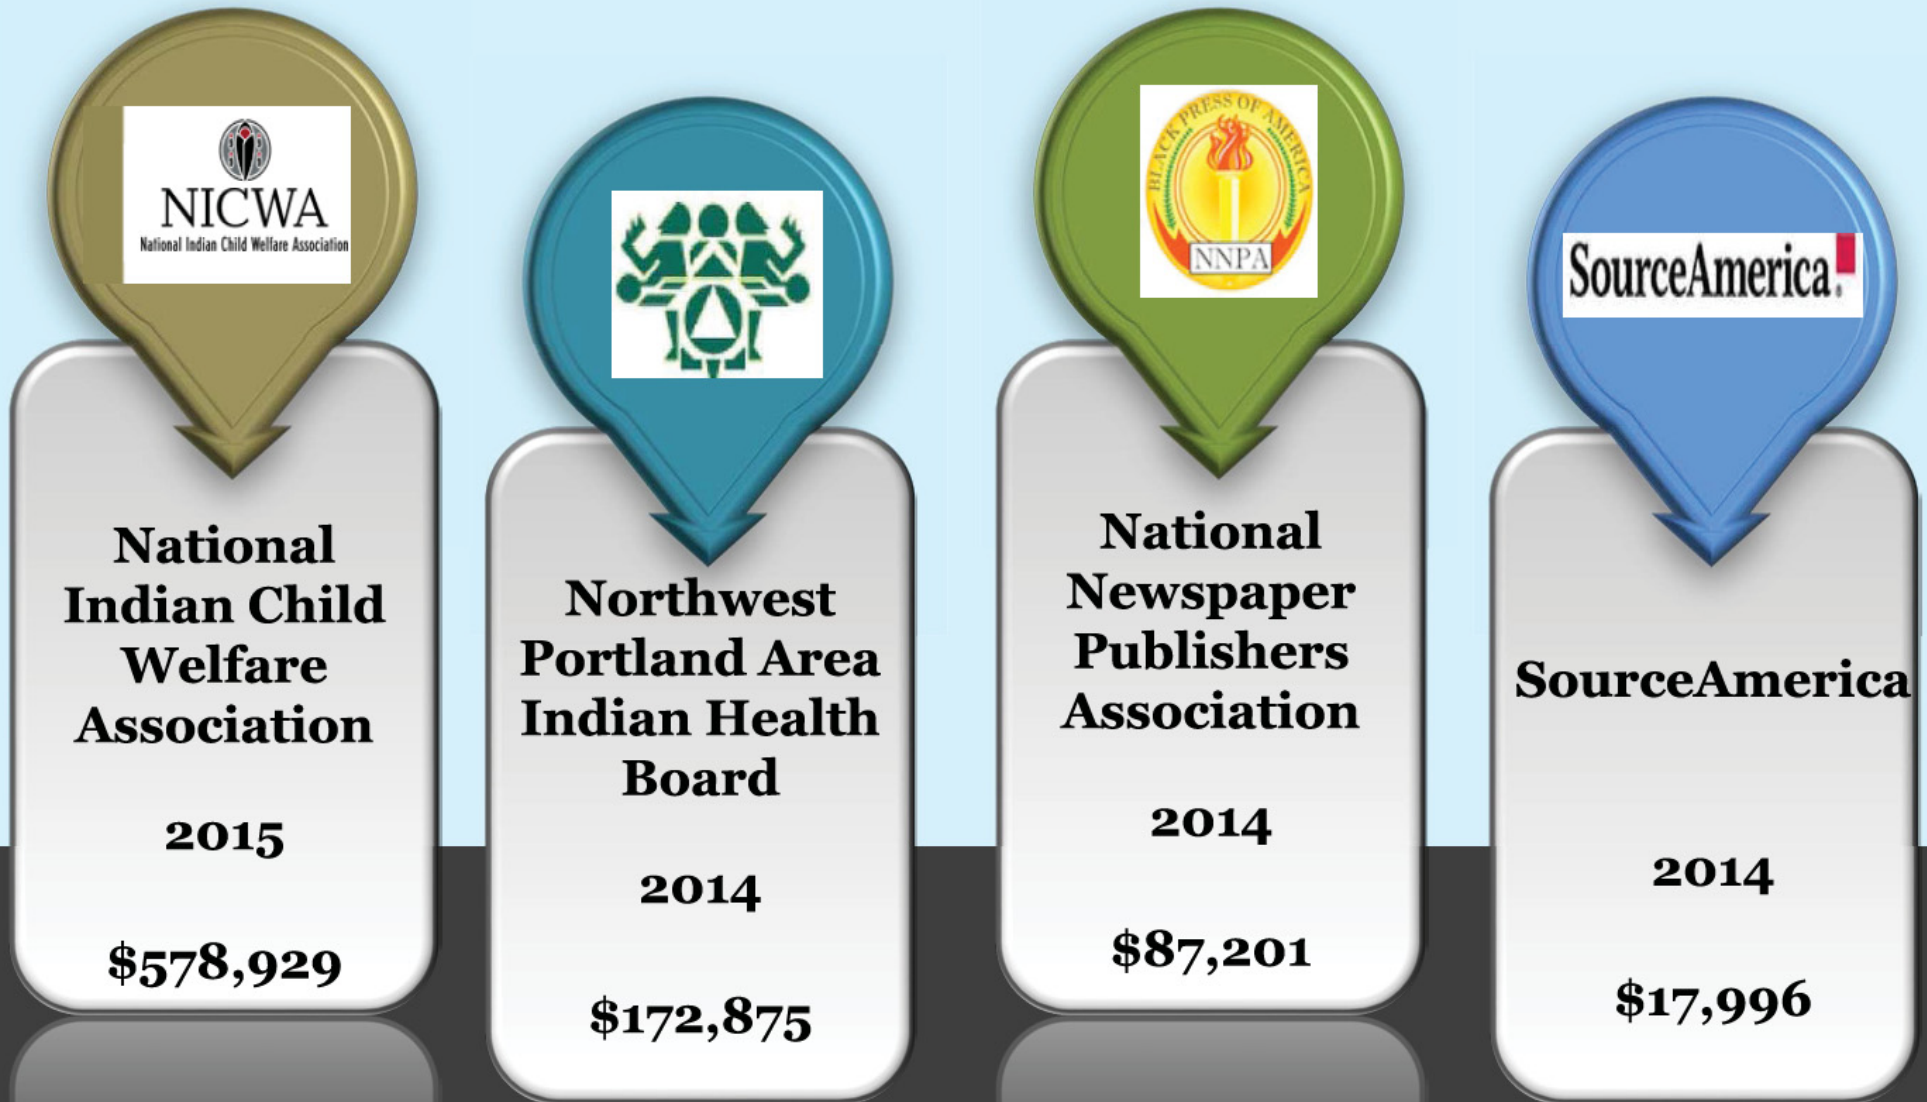 NICWA
National Indian Child Welfare Association
National
Indian Child
Welfare
Association
2015
$578,929
Northwest
Portland Area
Indian Health
Board
2014
$172,875
BLACK PRESS OF AMERICA
NNPA
National
Newspaper
Publishers
Association
2014
$87,201
SourceAmera®
SourceAmerica
2014
$17,996